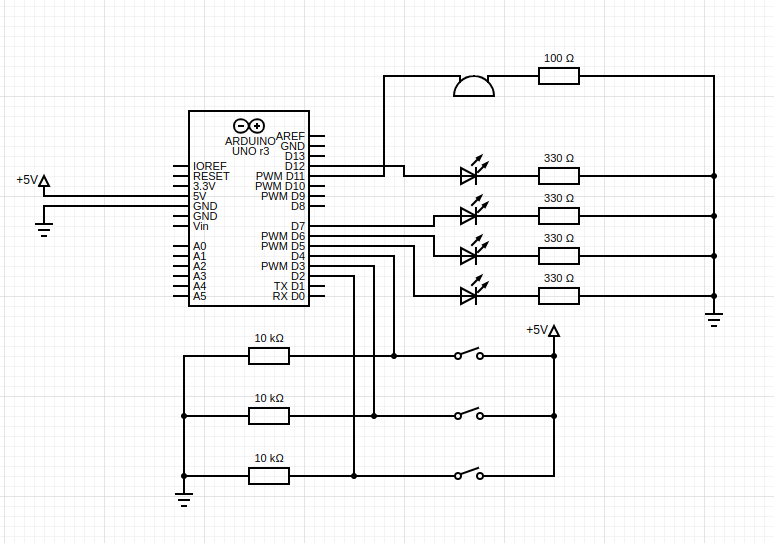 100 Ω
ARDUINO
UNO r3
AREF
GND
D13
IOREF
D12
RESET
PWM D11
3.3V
PWM D10
5V
PWM D9
GND
D8
GND
Vin
D7
PWM D6
A0
PWM D5
A1
D4
A2
PWM D3
A3
D2
A4
TX D1
A5
RX D0
+5V
330 Ω
330 Ω
330 Ω
330 Ω
+5V
10 kΩ
10 kΩ
10 kΩ